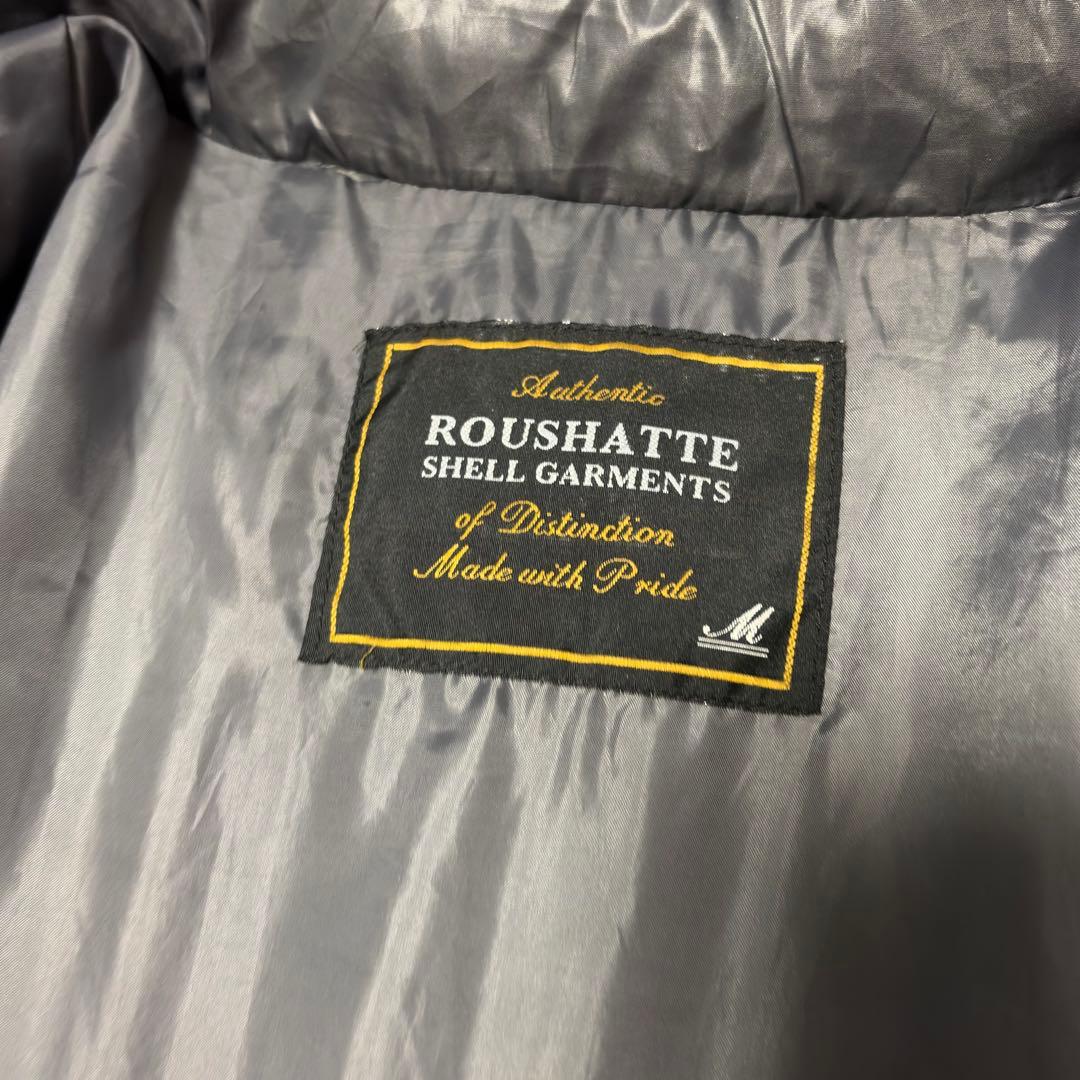 Authentic
ROUSHATTE
SHELL GARMENTS
of Distinction
Made with Pride
M